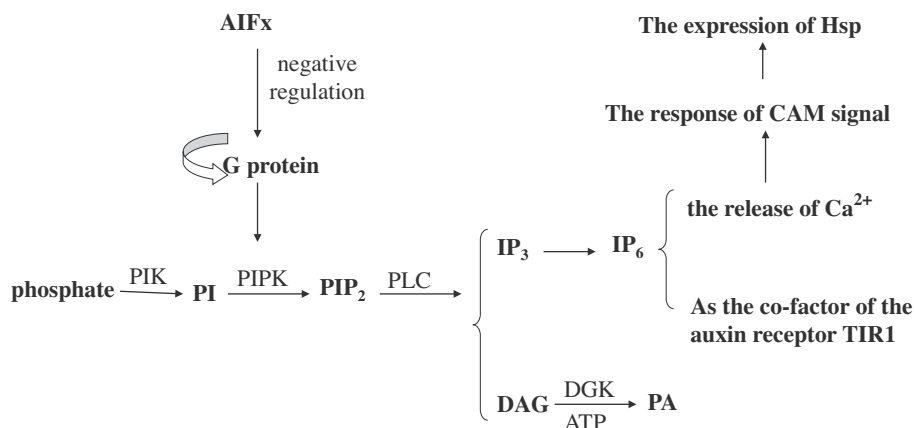 AIFx
negative
regulation
G protein
The expression of Hsp
The response of CAM signal
the release of Ca²⁺
IP₃
IP₆
phosphate
PIK
PI
PIPK
PIP₂
PLC
As the co-factor of the
auxin receptor TIR1
DAG
DGK
ATP
PA